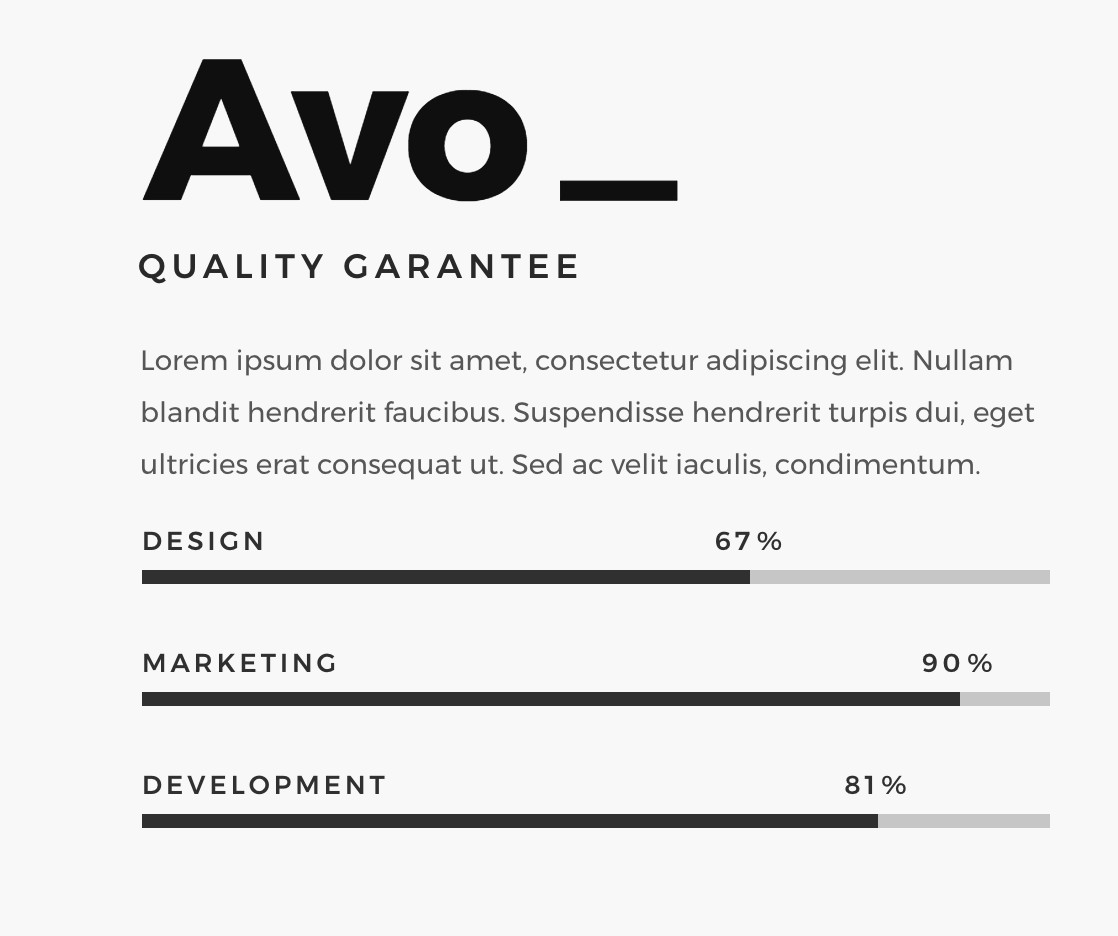 Avo_
QUALITY GARANTEE
Lorem ipsum dolor sit amet, consectetur adipiscing elit. Nullam
blandit hendrerit faucibus. Suspendisse hendrerit turpis dui, eget
ultricies erat consequat ut. Sed ac velit iaculis, condimentum.
DESIGN 67%
MARKETING 90%
DEVELOPMENT 81%